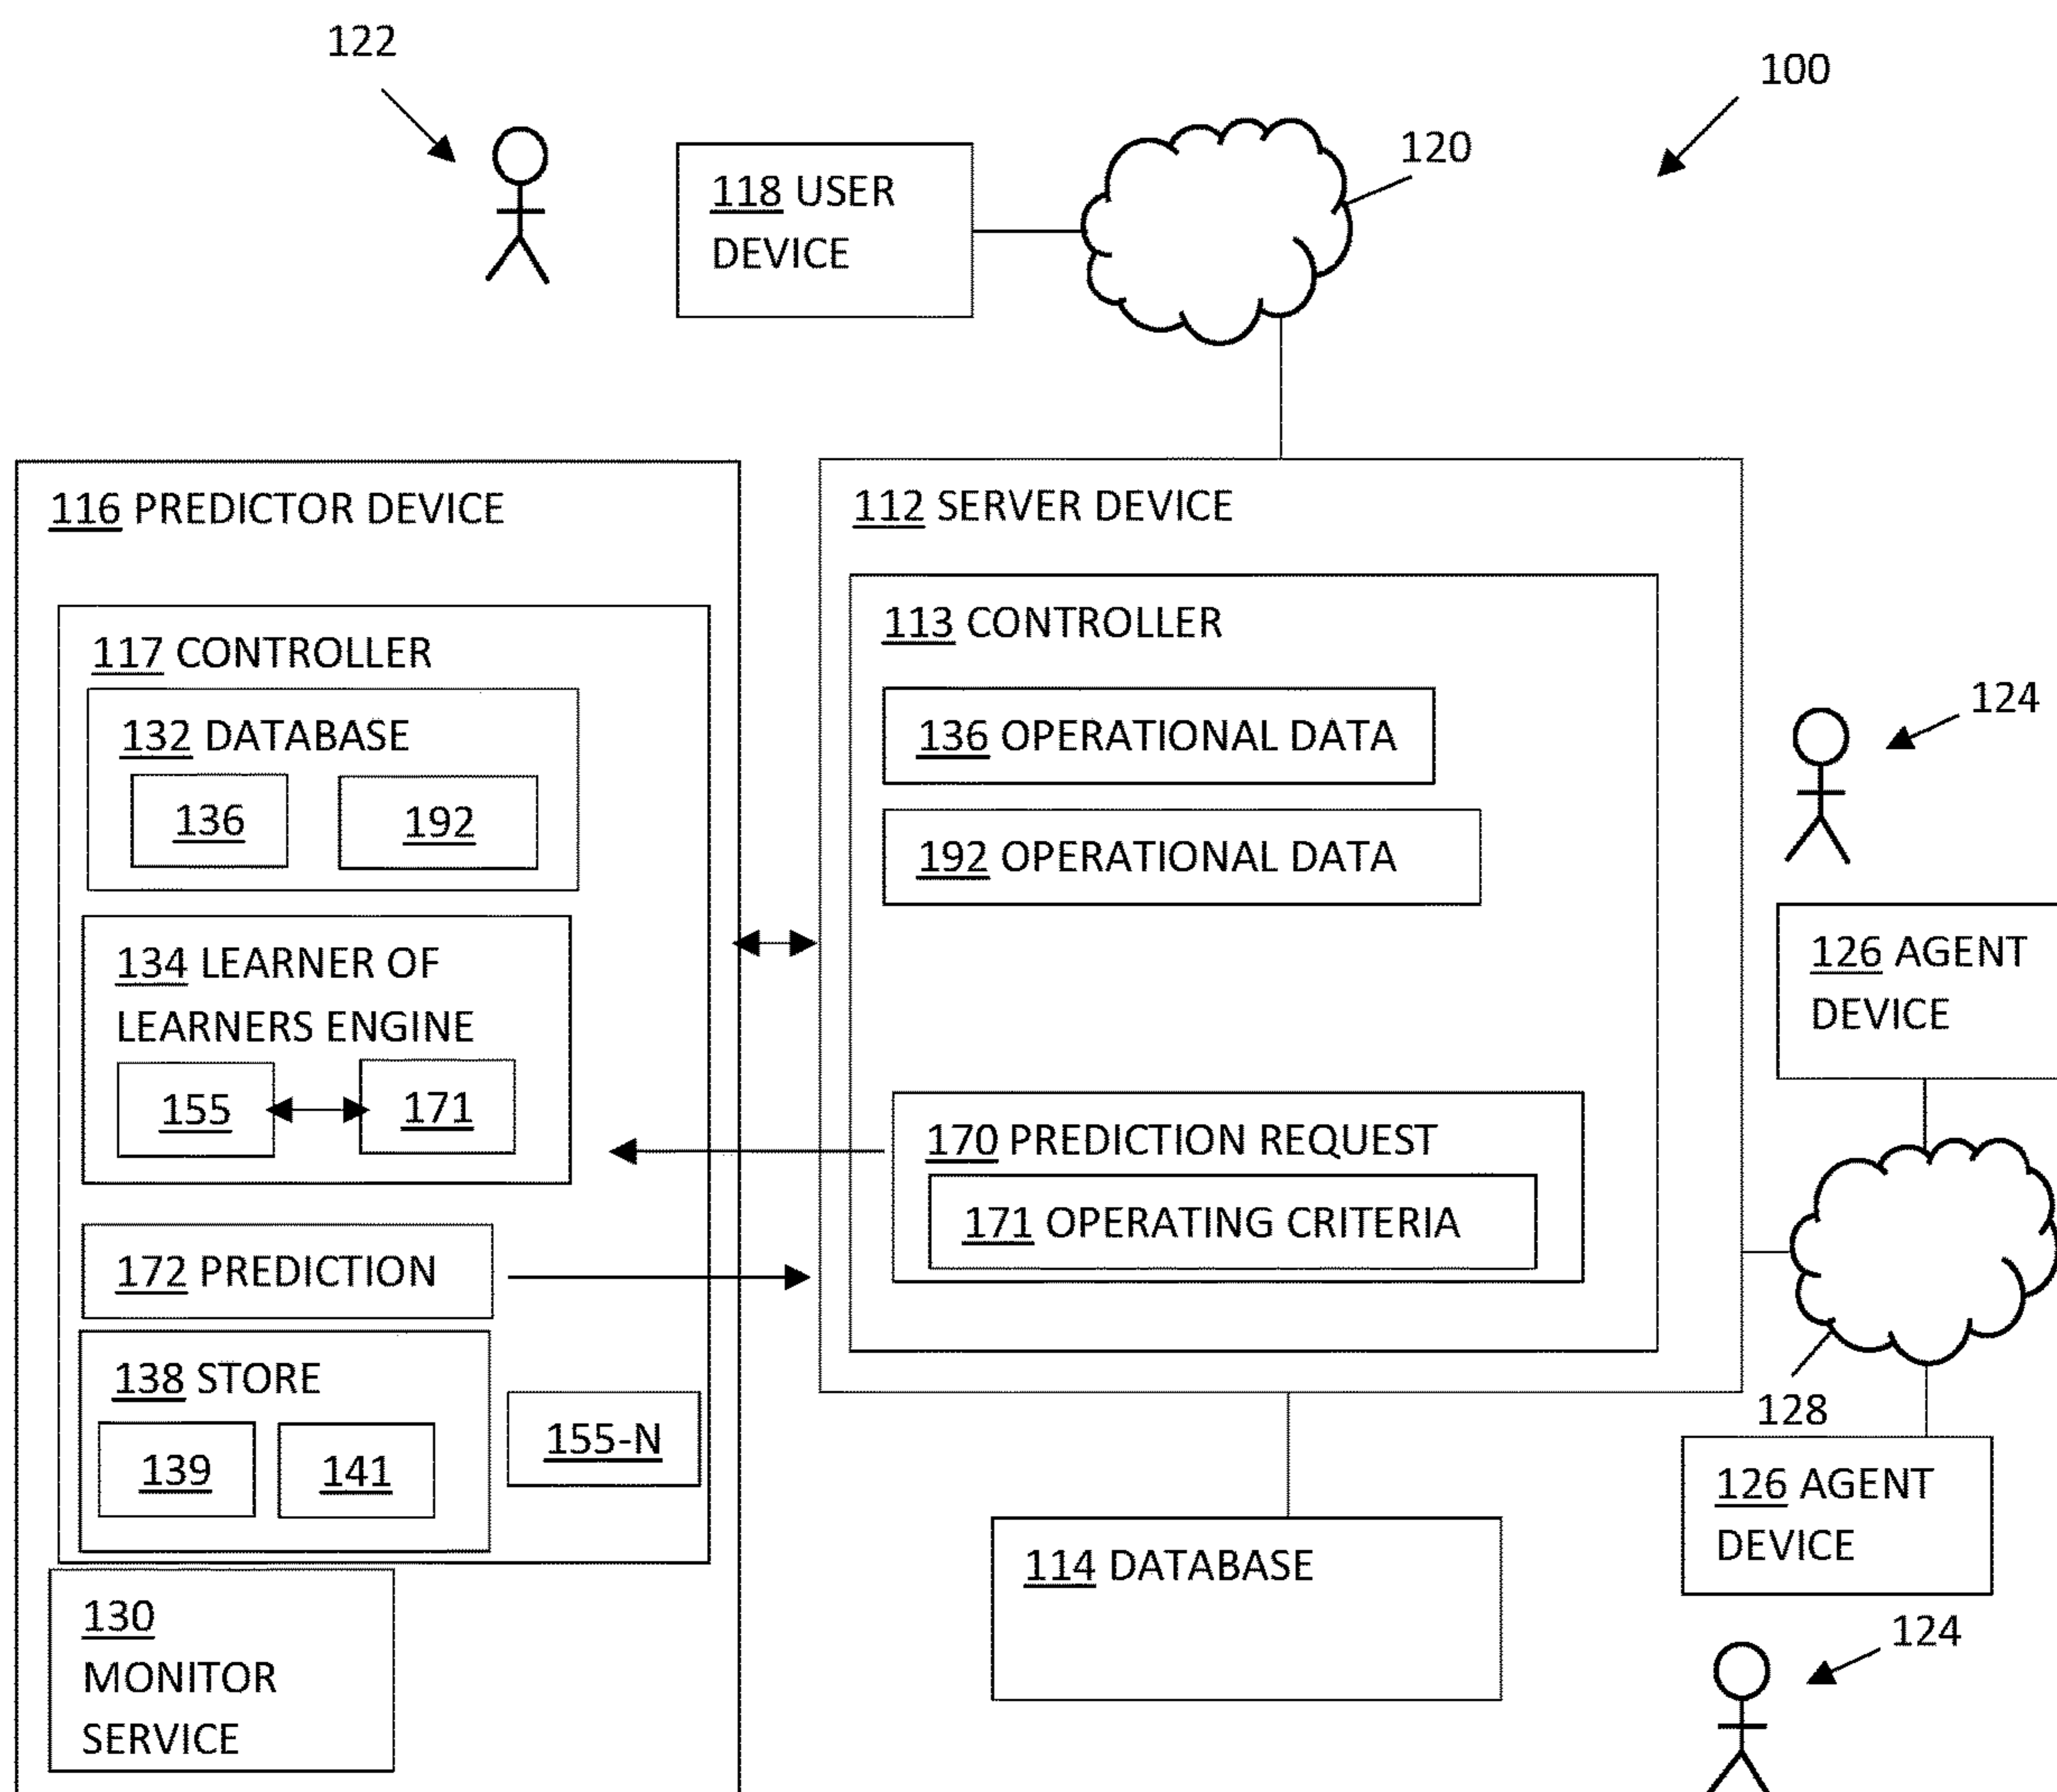 122
100
120
118 USER
DEVICE
116 PREDICTOR DEVICE
112 SERVER DEVICE
117 CONTROLLER
113 CONTROLLER
132 DATABASE
136
192
136 OPERATIONAL DATA
192 OPERATIONAL DATA
124
134 LEARNER OF
LEARNERS ENGINE
155
171
126 AGENT
DEVICE
170 PREDICTION REQUEST
171 OPERATING CRITERIA
172 PREDICTION
138 STORE
139
141
155-N
128
126 AGENT
DEVICE
114 DATABASE
130
MONITOR
SERVICE
124